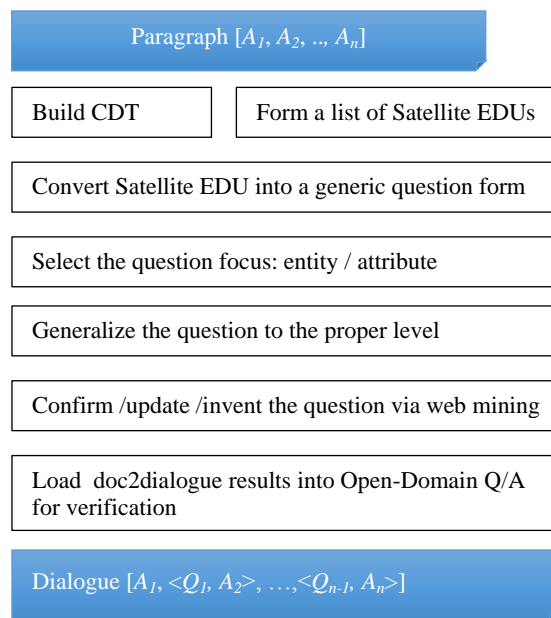 Paragraph [A1, A2, .., An]
Build CDT
Form a list of Satellite EDUs
Convert Satellite EDU into a generic question form
Select the question focus: entity / attribute
Generalize the question to the proper level
Confirm /update /invent the question via web mining
Load  doc2dialogue results into Open-Domain Q/A
for verification
Dialogue [A1, <Q1, A2>, …,<Qn-1, An>]